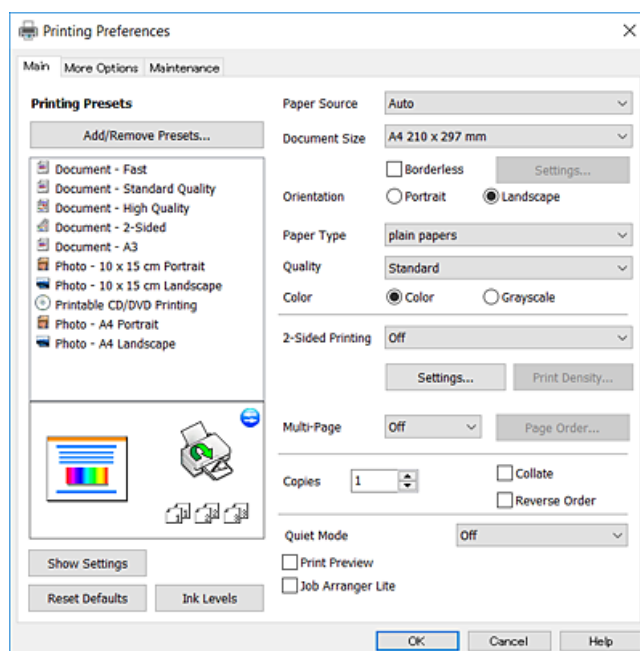 Printing Preferences
Main More Options Maintenance
Printing Presets
Add/Remove Presets...
Document - Fast
Document - Standard Quality
Document - High Quality
Document - 2-Sided
Document - A3
Photo - 10 x 15 cm Portrait
Photo - 10 x 15 cm Landscape
Printable CD/DVD Printing
Photo - A4 Portrait
Photo - A4 Landscape
Show Settings
Reset Defaults Ink Levels
Paper Source Auto
Document Size A4 210 x 297 mm
Borderless Settings...
Orientation Portrait Landscape
Paper Type plain papers
Quality Standard
Color Color Grayscale
2-Sided Printing Off
Settings... Print Density...
Multi-Page Off Page Order...
Copies 1 Collate
Reverse Order
Quiet Mode Off
Print Preview
Job Arranger Lite
OK Cancel Help